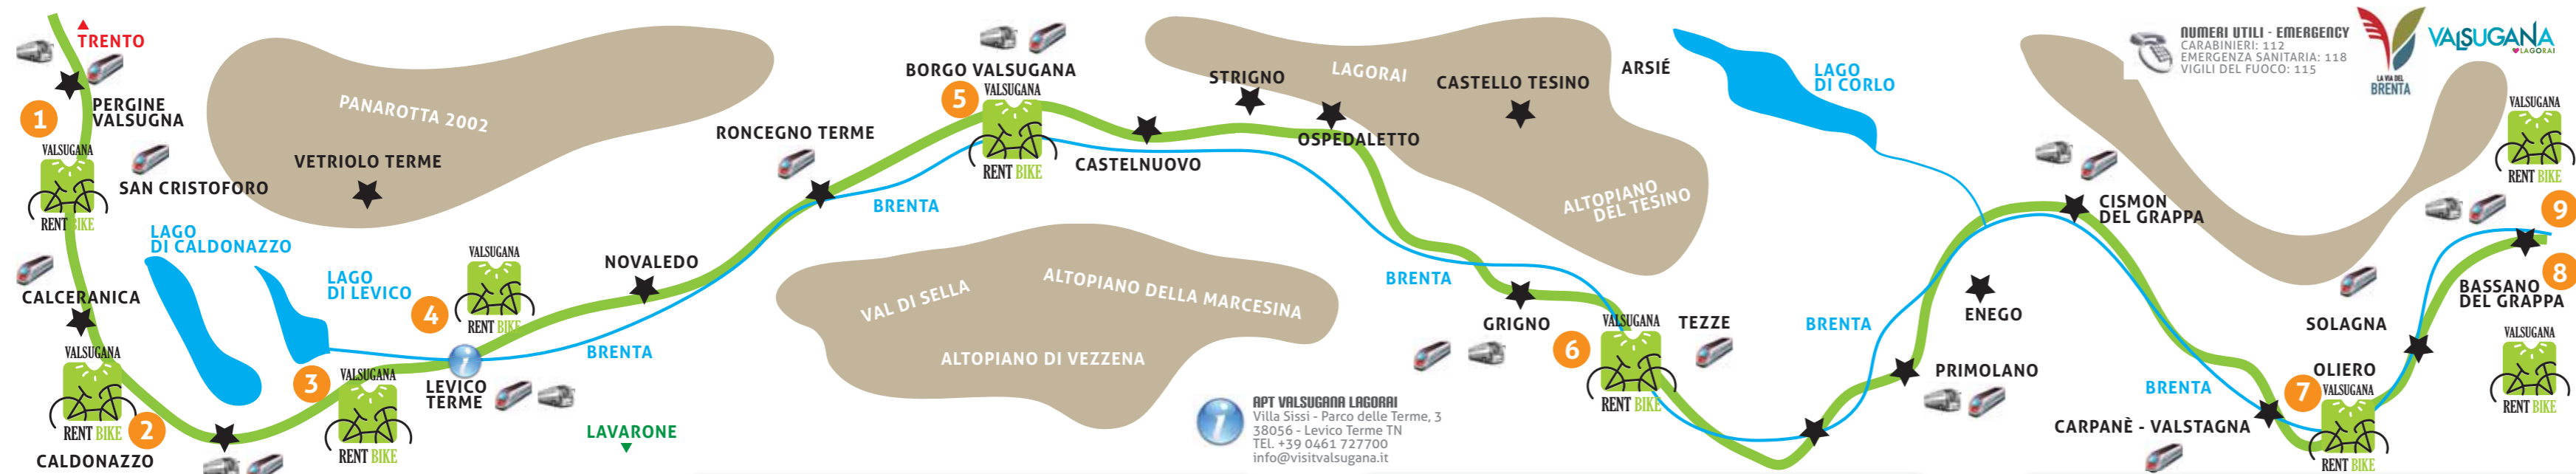 TRENTO
PERGINE
VALSUGNA
1
VALSUGANA
RENT BIKE
SAN CRISTOFORO
CALCERANICA
VALSUGANA
RENT BIKE
2
CALDONAZZO
PANAROTTA 2002
VETRIOLO TERME
LAGO
DI CALDONAZZO
LAGO
DI LEVICO
3
VALSUGANA
RENT BIKE
4
VALSUGANA
RENT BIKE
i
LEVICO
TERME
NOVALEDO
BRENTA
LAVARONE
RONCEGNO TERME
BRENTA
BORGO VALSUGANA
5
VALSUGANA
RENT BIKE
CASTELNUOVO
STRIGNO
LAGORAI
OSPEDALETTO
CASTELLO TESINO
ARSIÉ
ALTOPIANO
DEL TESINO
VAL DI SELLA
ALTOPIANO DELLA MARCESINA
ALTOPIANO DI VEZZENA
BRENTA
GRIGNO
6
VALSUGANA
RENT BIKE
TEZZE
i
APT VALSUGANA LAGORAI
Villa Sissi - Parco delle Terme, 3
38056 - Levico Terme TN
TEL. +39 0461 727700
info@visitvalsugana.it
LAGO
DI CORLO
BRENTA
ENEGO
PRIMOLANO
CISMON
DEL GRAPPA
BRENTA
CARPANÈ - VALSTAGNA
7
OLIERO
VALSUGANA
RENT BIKE
SOLAGNA
BASSANO
DEL GRAPPA
8
VALSUGANA
RENT BIKE
9
VALSUGANA
RENT BIKE
NUMERI UTILI - EMERGENCY
CARABINIERI: 112
EMERGENZA SANITARIA: 118
VIGILI DEL FUOCO: 115
LA VIA DEL
BRENTA
VALSUGANA
LAGORAI